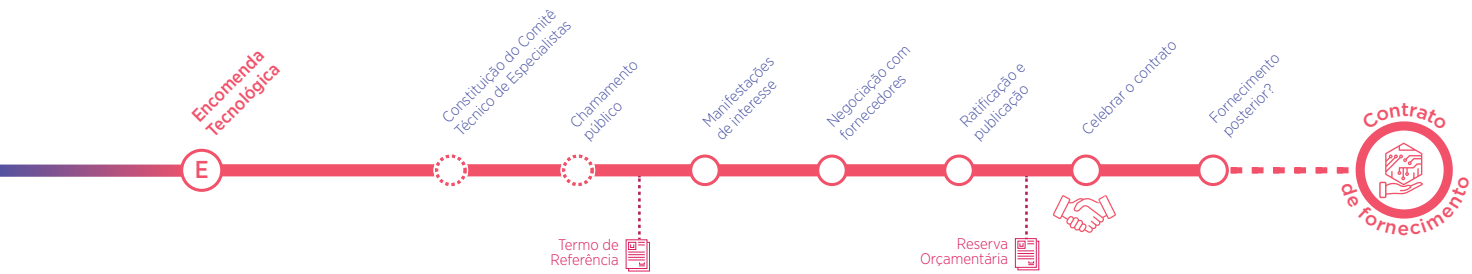 Encomenda
Tecnológica
E
Constituição do Comitê
Técnico de Especialistas
Chamamento
público
Termo de
Referência
Manifestações
de interesse
Negociação com
fornecedores
Ratificação e
publicação
Reserva
Orçamentária
Celebrar o contrato
Fornecimento
posterior?
Contrato
de fornecimento